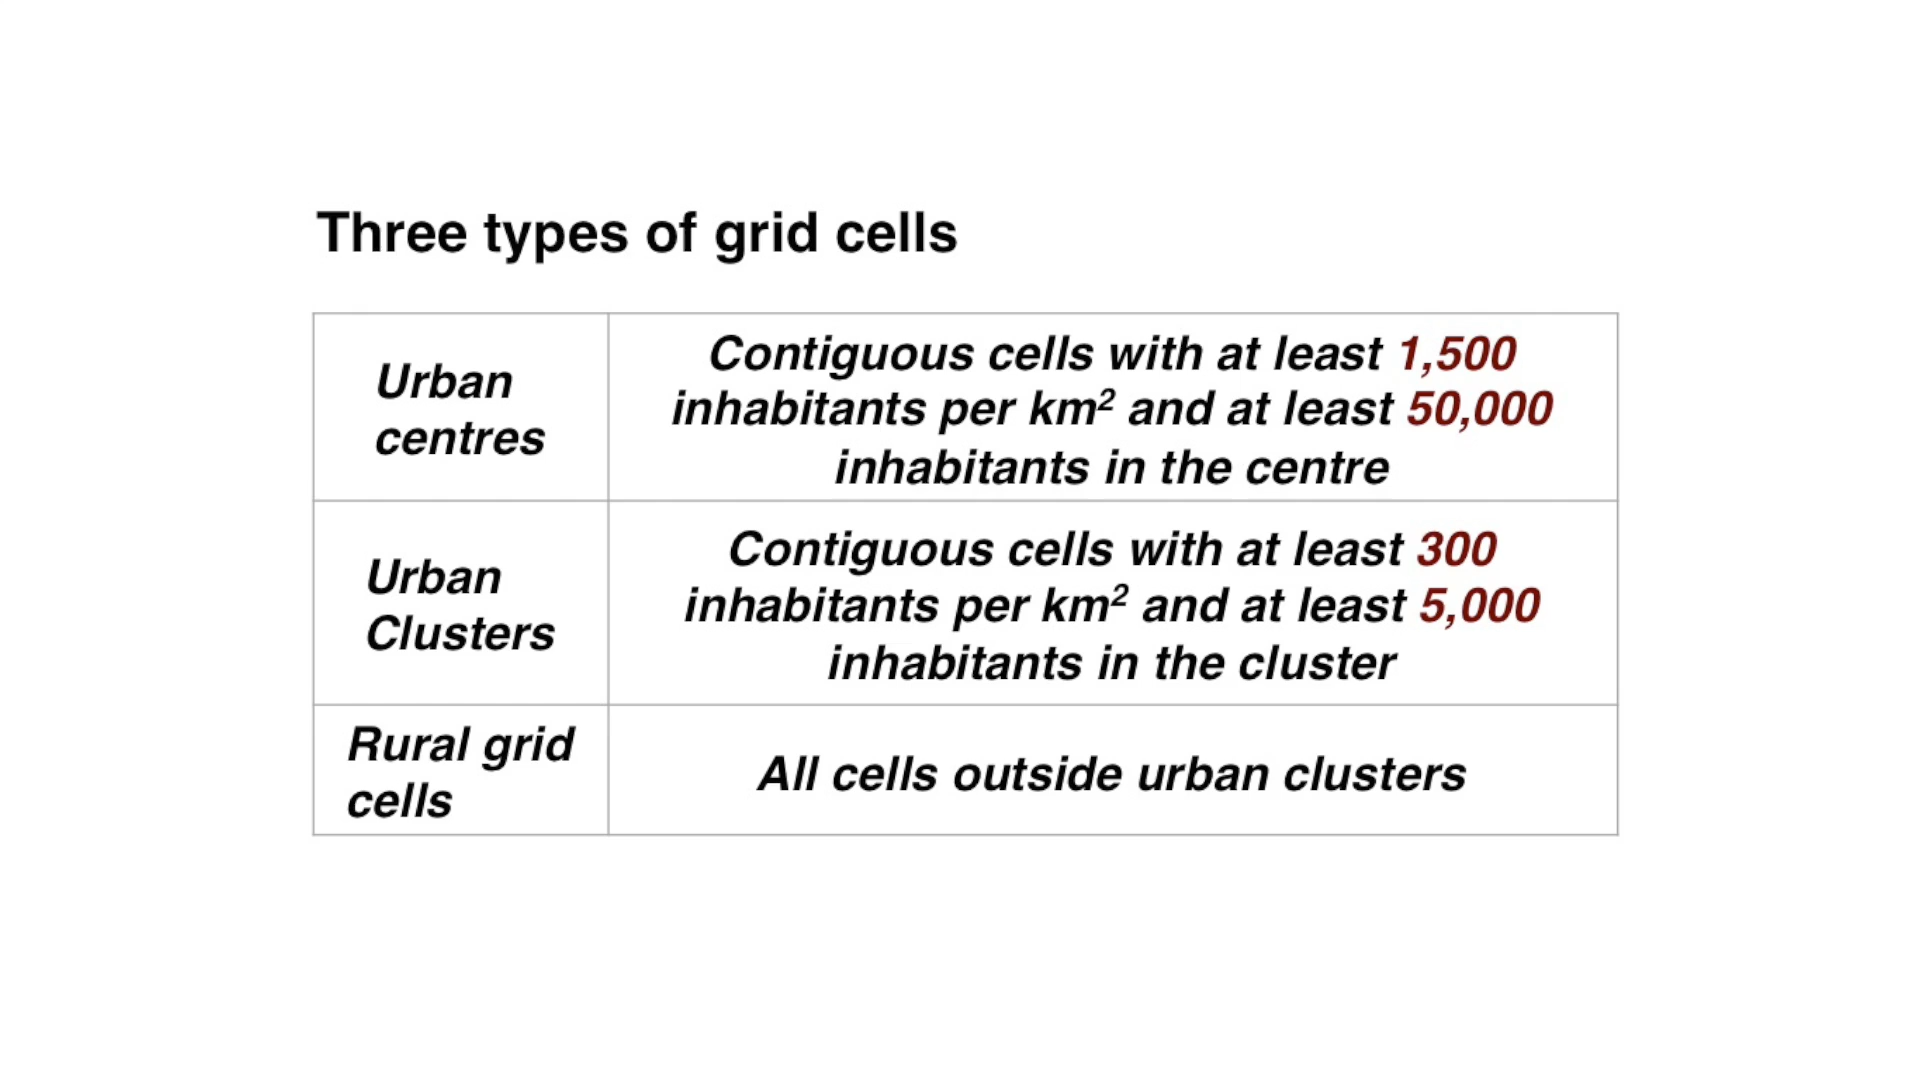 Three types of grid cells
Urban
centres
Contiguous cells with at least 1,500
inhabitants per km² and at least 50,000
inhabitants in the centre
Urban
Clusters
Contiguous cells with at least 300
inhabitants per km² and at least 5,000
inhabitants in the cluster
Rural grid
cells
All cells outside urban clusters